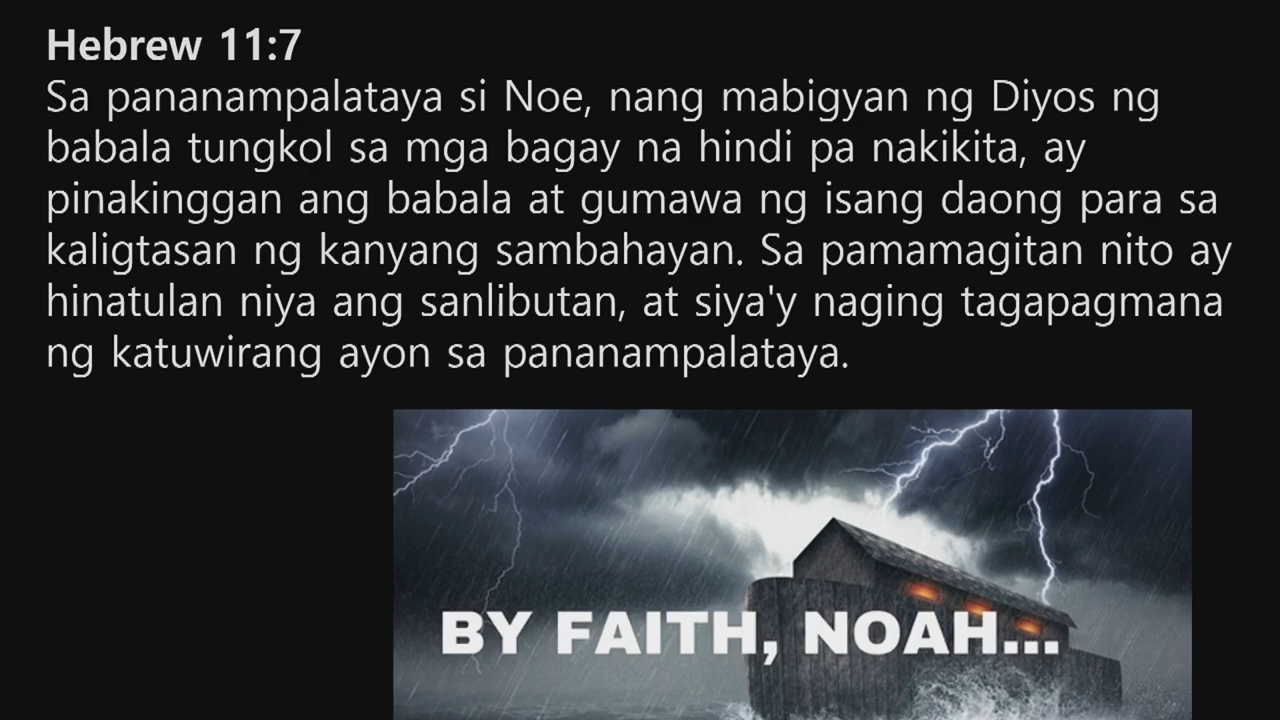 Hebrew 11:7
Sa pananampalataya si Noe, nang mabigyan ng Diyos ng
babala tungkol sa mga bagay na hindi pa nakikita, ay
pinakinggan ang babala at gumawa ng isang daong para sa
kaligtasan ng kanyang sambahayan. Sa pamamagitan nito ay
hinatulan niya ang sanlibutan, at siya'y naging tagapagmana
ng katuwirang ayon sa pananampalataya.
BY FAITH, NOAH...